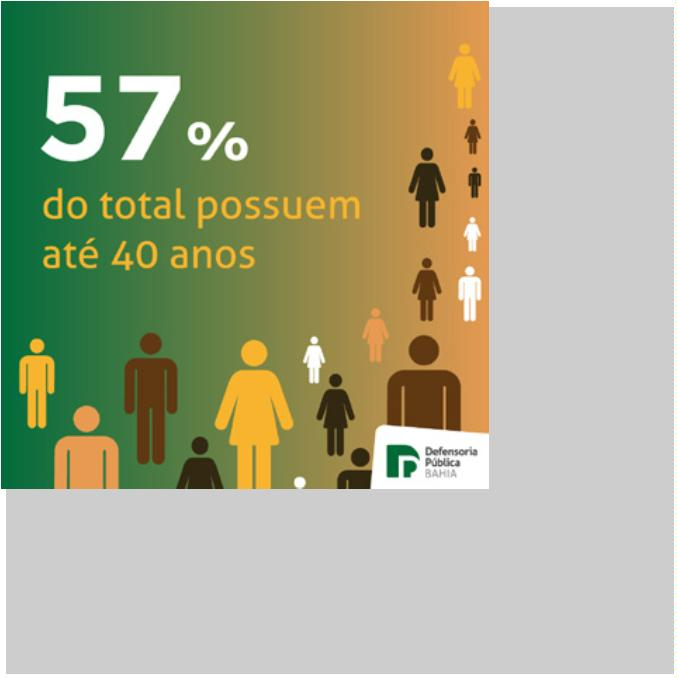 57%
do total possuem
até 40 anos
Defensoria
Pública
BAHIA